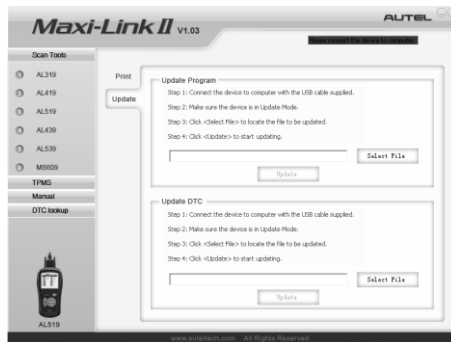 Maxi-Link II V1.03
AUTEL
Please connect the device to computer
Scan Tools
AL319
AL419
AL519
AL439
AL539
MS609
TPMS
Manual
DTC lookup
AL519
Print
Update
Update Program
Step 1: Connect the device to computer with the USB cable supplied.
Step 2: Make sure the device is in Update Mode.
Step 3: Click <Select File> to locate the file to be updated.
Step 4: Click <Update> to start updating.
Select File
Update
Update DTC
Step 1: Connect the device to computer with the USB cable supplied.
Step 2: Make sure the device is in Update Mode.
Step 3: Click <Select File> to locate the file to be updated.
Step 4: Click <Update> to start updating.
Select File
Update
www.auteltech.com All Rights Reserved